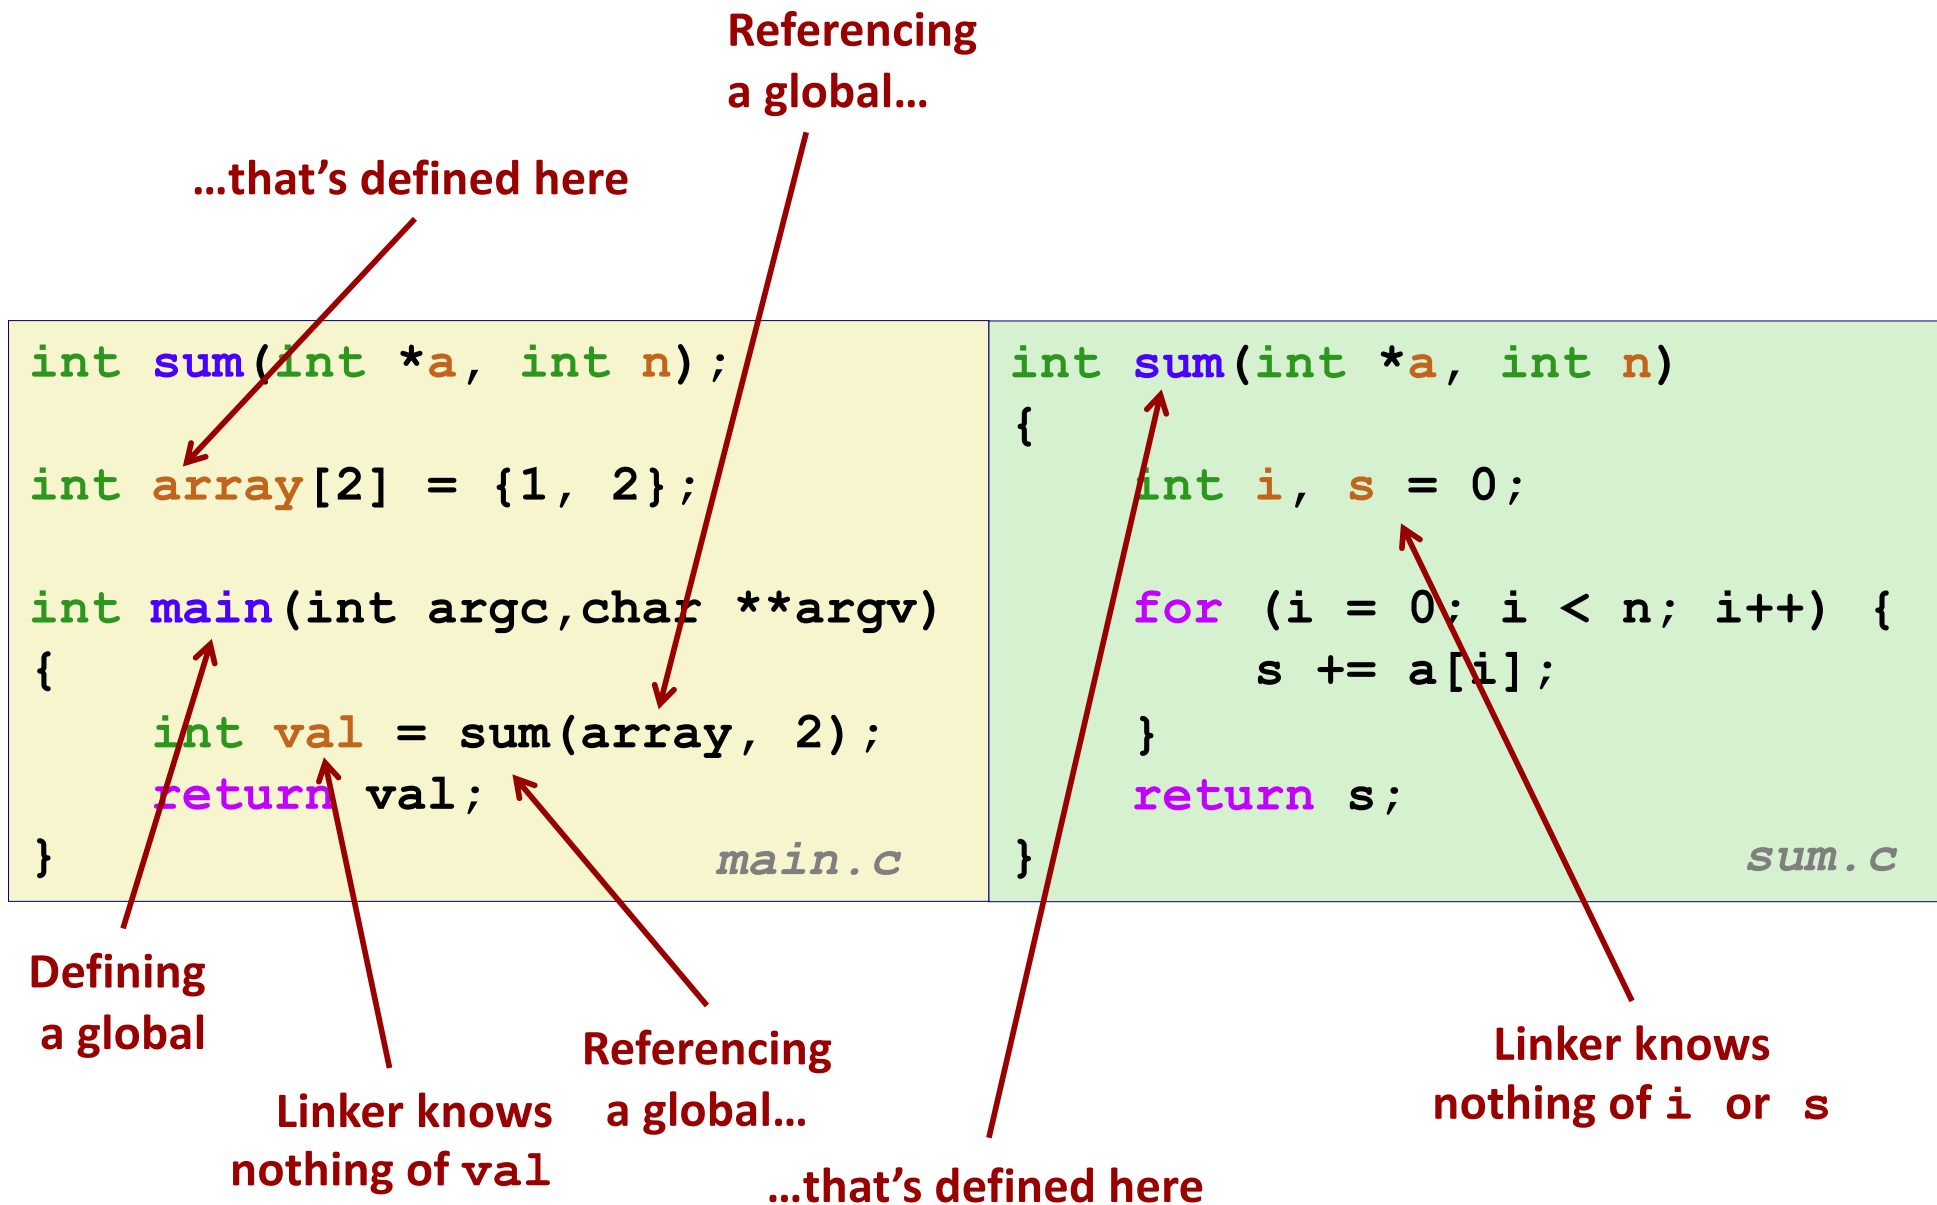 Referencing
a global…
…that’s defined here
int sum(int *a, int n);
int array[2] = {1, 2};
int main(int argc,char **argv)
{
    int val = sum(array, 2);
    return val;
}
main.c
int sum(int *a, int n)
{
    int i, s = 0;
    for (i = 0; i < n; i++) {
        s += a[i];
    }
    return s;
}
sum.c
Defining
a global
Linker knows
nothing of val
Referencing
a global…
…that’s defined here
Linker knows
nothing of i or s